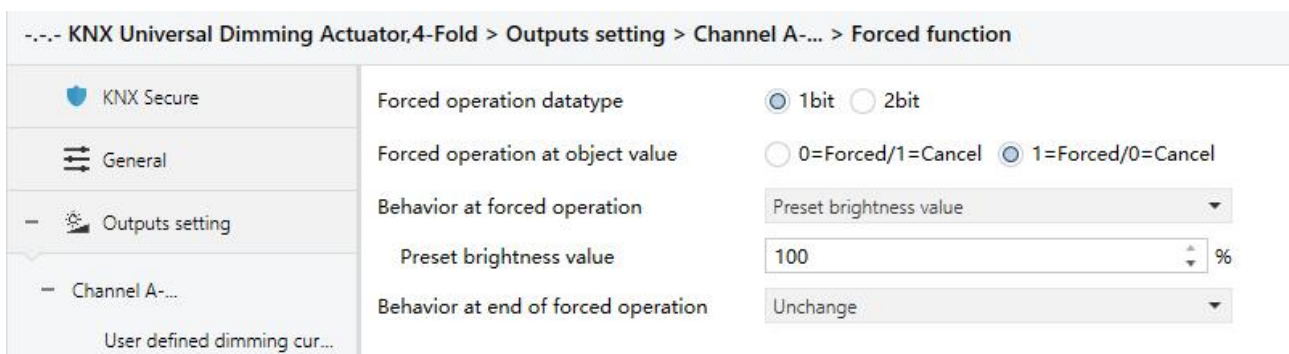 -.-.- KNX Universal Dimming Actuator,4-Fold > Outputs setting > Channel A-... > Forced function
KNX Secure
General
Outputs setting
Channel A-...
User defined dimming cur...
Forced operation datatype 1bit 2bit
Forced operation at object value 0=Forced/1=Cancel 1=Forced/0=Cancel
Behavior at forced operation Preset brightness value
Preset brightness value 100 %
Behavior at end of forced operation Unchange